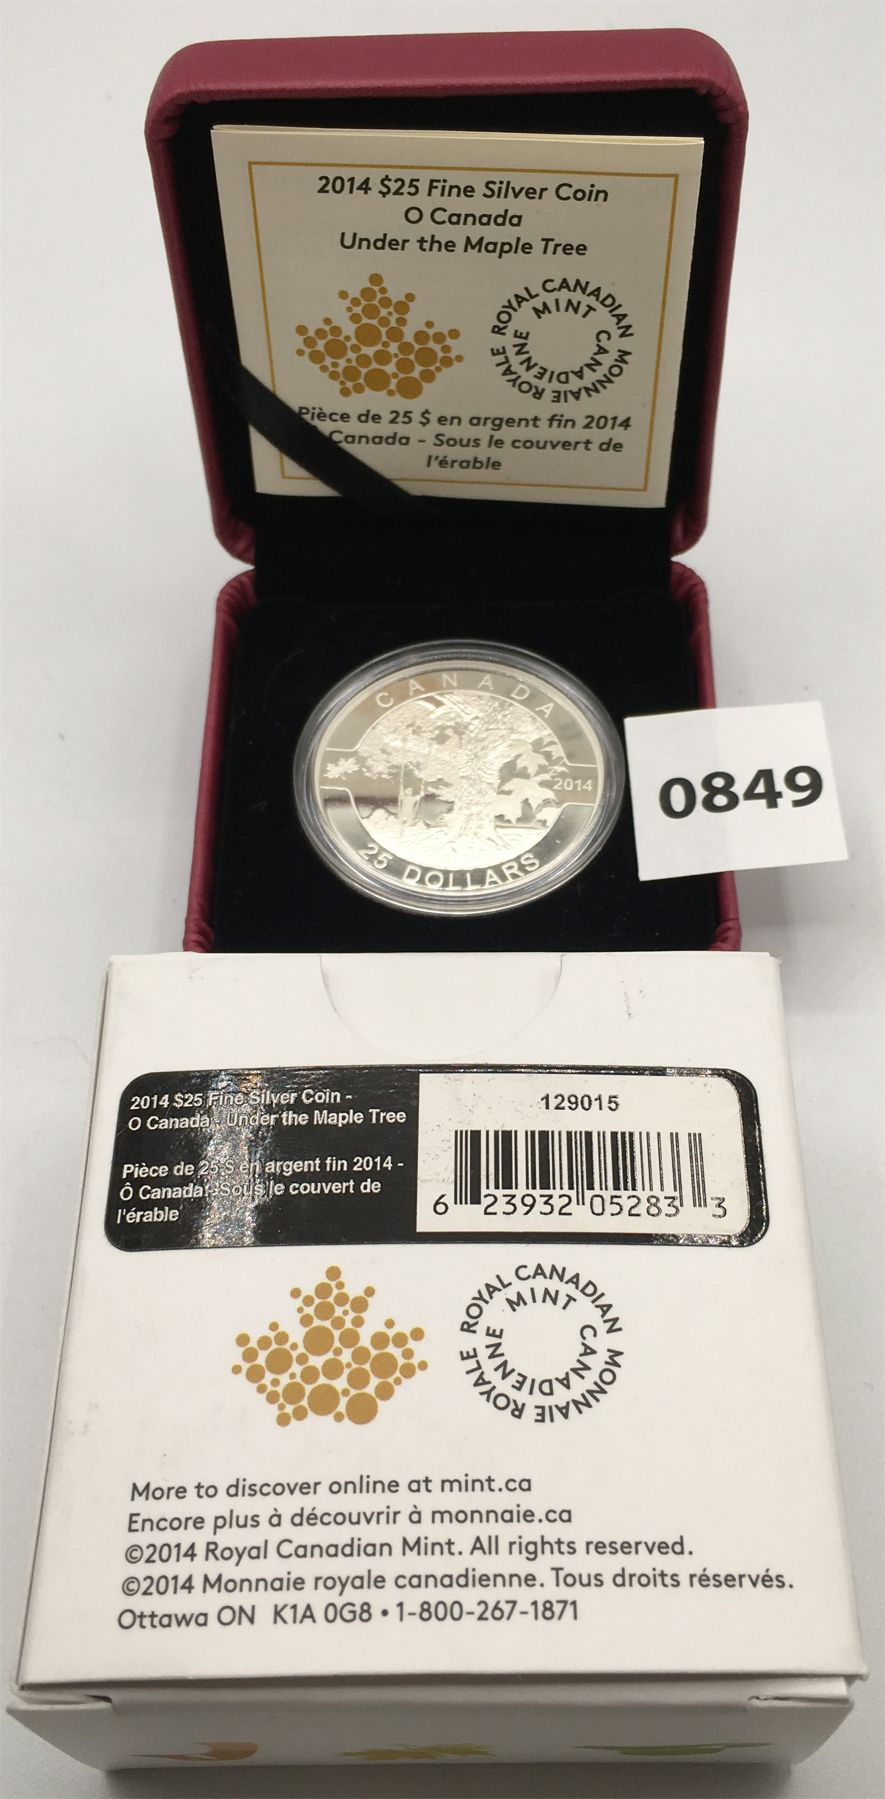 2014 $25 Fine Silver Coin
O Canada
Under the Maple Tree
ROYAL CANADIAN MINT
MONNAIE ROYALE CANADIENNE
Pièce de 25 $ en argent fin 2014
Canada - Sous le couvert de
l'érable
CANADA
2014
25 DOLLARS
0849
2014 $25 Fine Silver Coin -
O Canada - Under the Maple Tree
Pièce de 25 $ en argent fin 2014 -
Ô Canada - Sous le couvert de
l'érable
129015
6 23932 05283 3
ROYAL CANADIAN MINT
MONNAIE ROYALE CANADIENNE
More to discover online at mint.ca
Encore plus à découvrir à monnaie.ca
©2014 Royal Canadian Mint. All rights reserved.
©2014 Monnaie royale canadienne. Tous droits réservés.
Ottawa ON K1A 0G8 • 1-800-267-1871